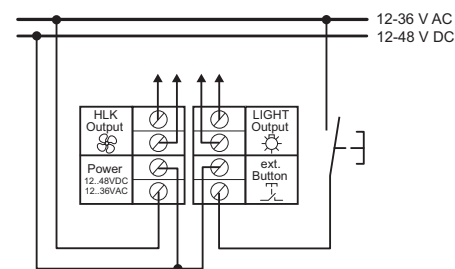 12-36 V AC
12-48 V DC
HLK
Output
LIGHT
Output
Power
12..48VDC
12..36VAC
ext.
Button